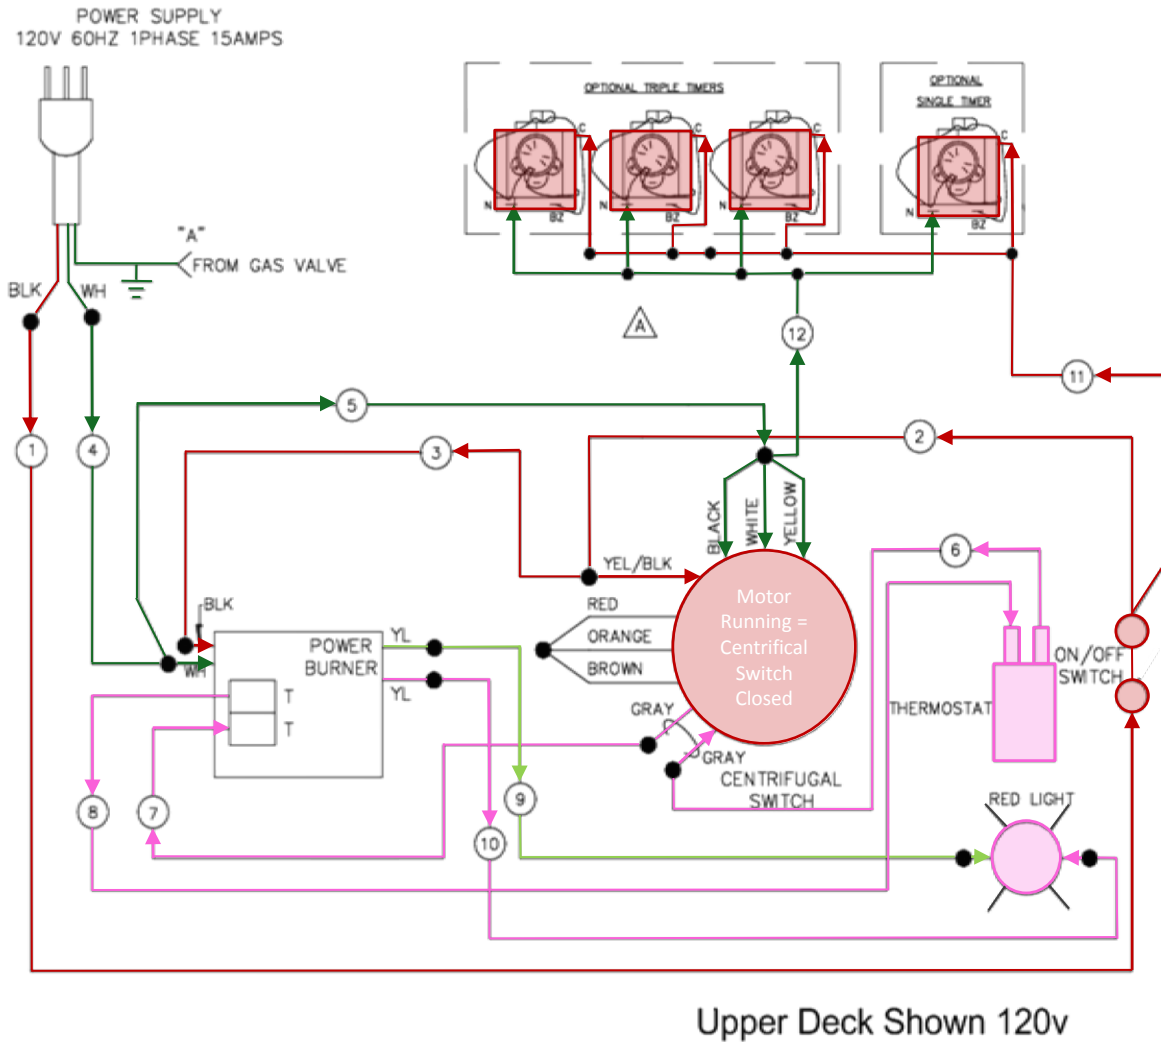 POWER SUPPLY
120V 60HZ 1PHASE 15AMPS
OPTIONAL TRIPLE TIMERS
OPTIONAL
SINGLE TIMER
C
C
C
C
N
BZ
N
BZ
N
BZ
N
BZ
"A"
FROM GAS VALVE
BLK
WH
A
12
11
5
2
1
4
3
BLACK
WHITE
YELLOW
6
YEL/BLK
BLK
RED
ORANGE
BROWN
Motor
Running =
Centrifical
Switch
Closed
POWER
BURNER
YL
YL
WH
T
T
ON/OFF
SWITCH
THERMOSTAT
GRAY
GRAY
CENTRIFUGAL
SWITCH
RED LIGHT
8
7
9
10
Upper Deck Shown 120v